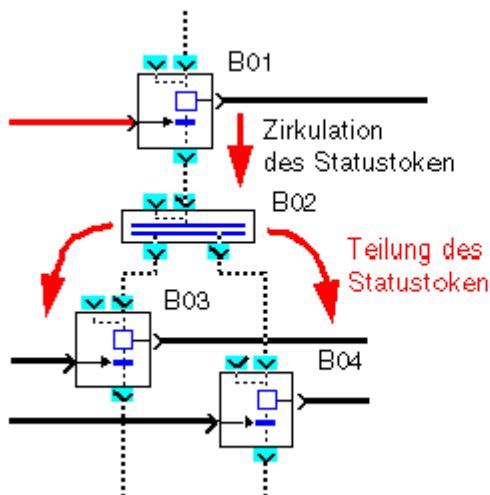 B01
Zirkulation
des Statustoken
B02
Teilung des
Statustoken
B03
B04